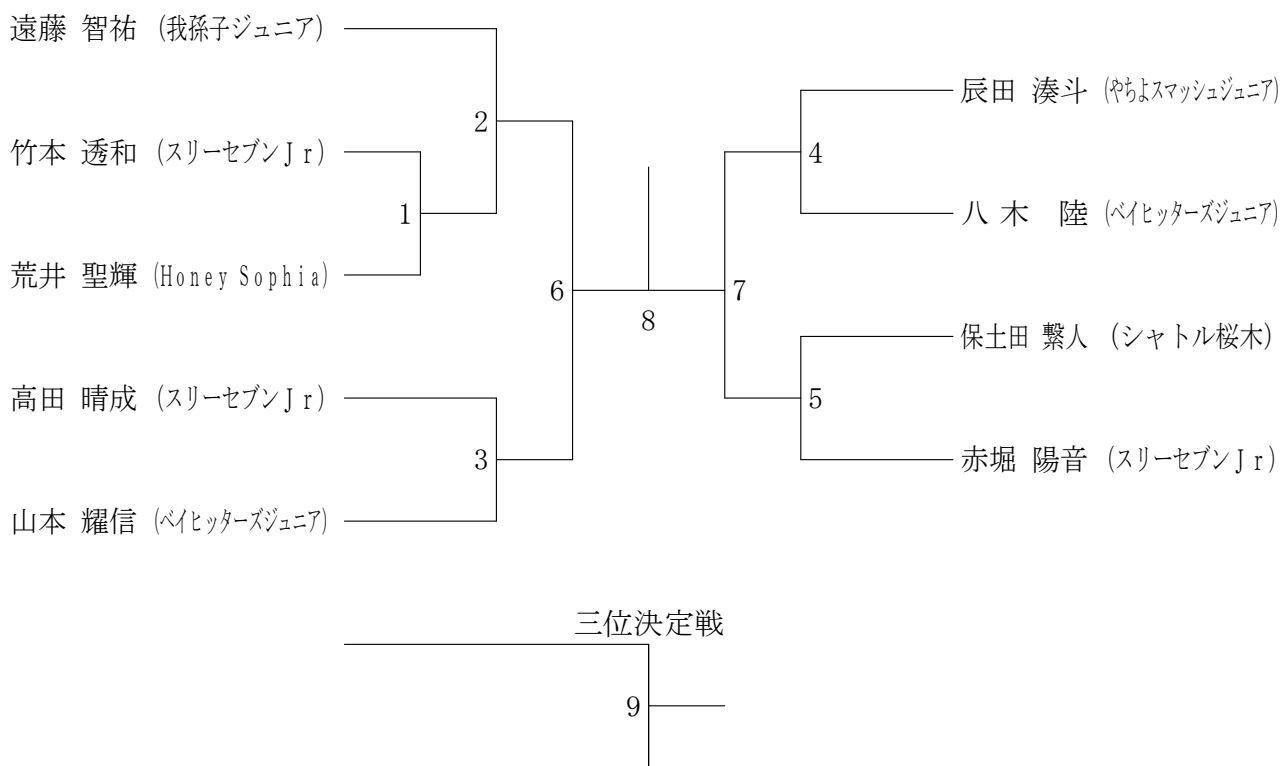 遠藤 智祐 (我孫子ジュニア)
竹本 透和 (スリーセブンJr)
荒井 聖輝 (Honey Sophia)
高田 晴成 (スリーセブンJr)
山本 耀信 (ベイヒッターズジュニア)
1
2
3
6
8
7
4
5
辰田 湊斗 (やちよスマッシュジュニア)
八木 陸 (ベイヒッターズジュニア)
保土田 繋人 (シャトル桜木)
赤堀 陽音 (スリーセブンJr)
三位決定戦
9